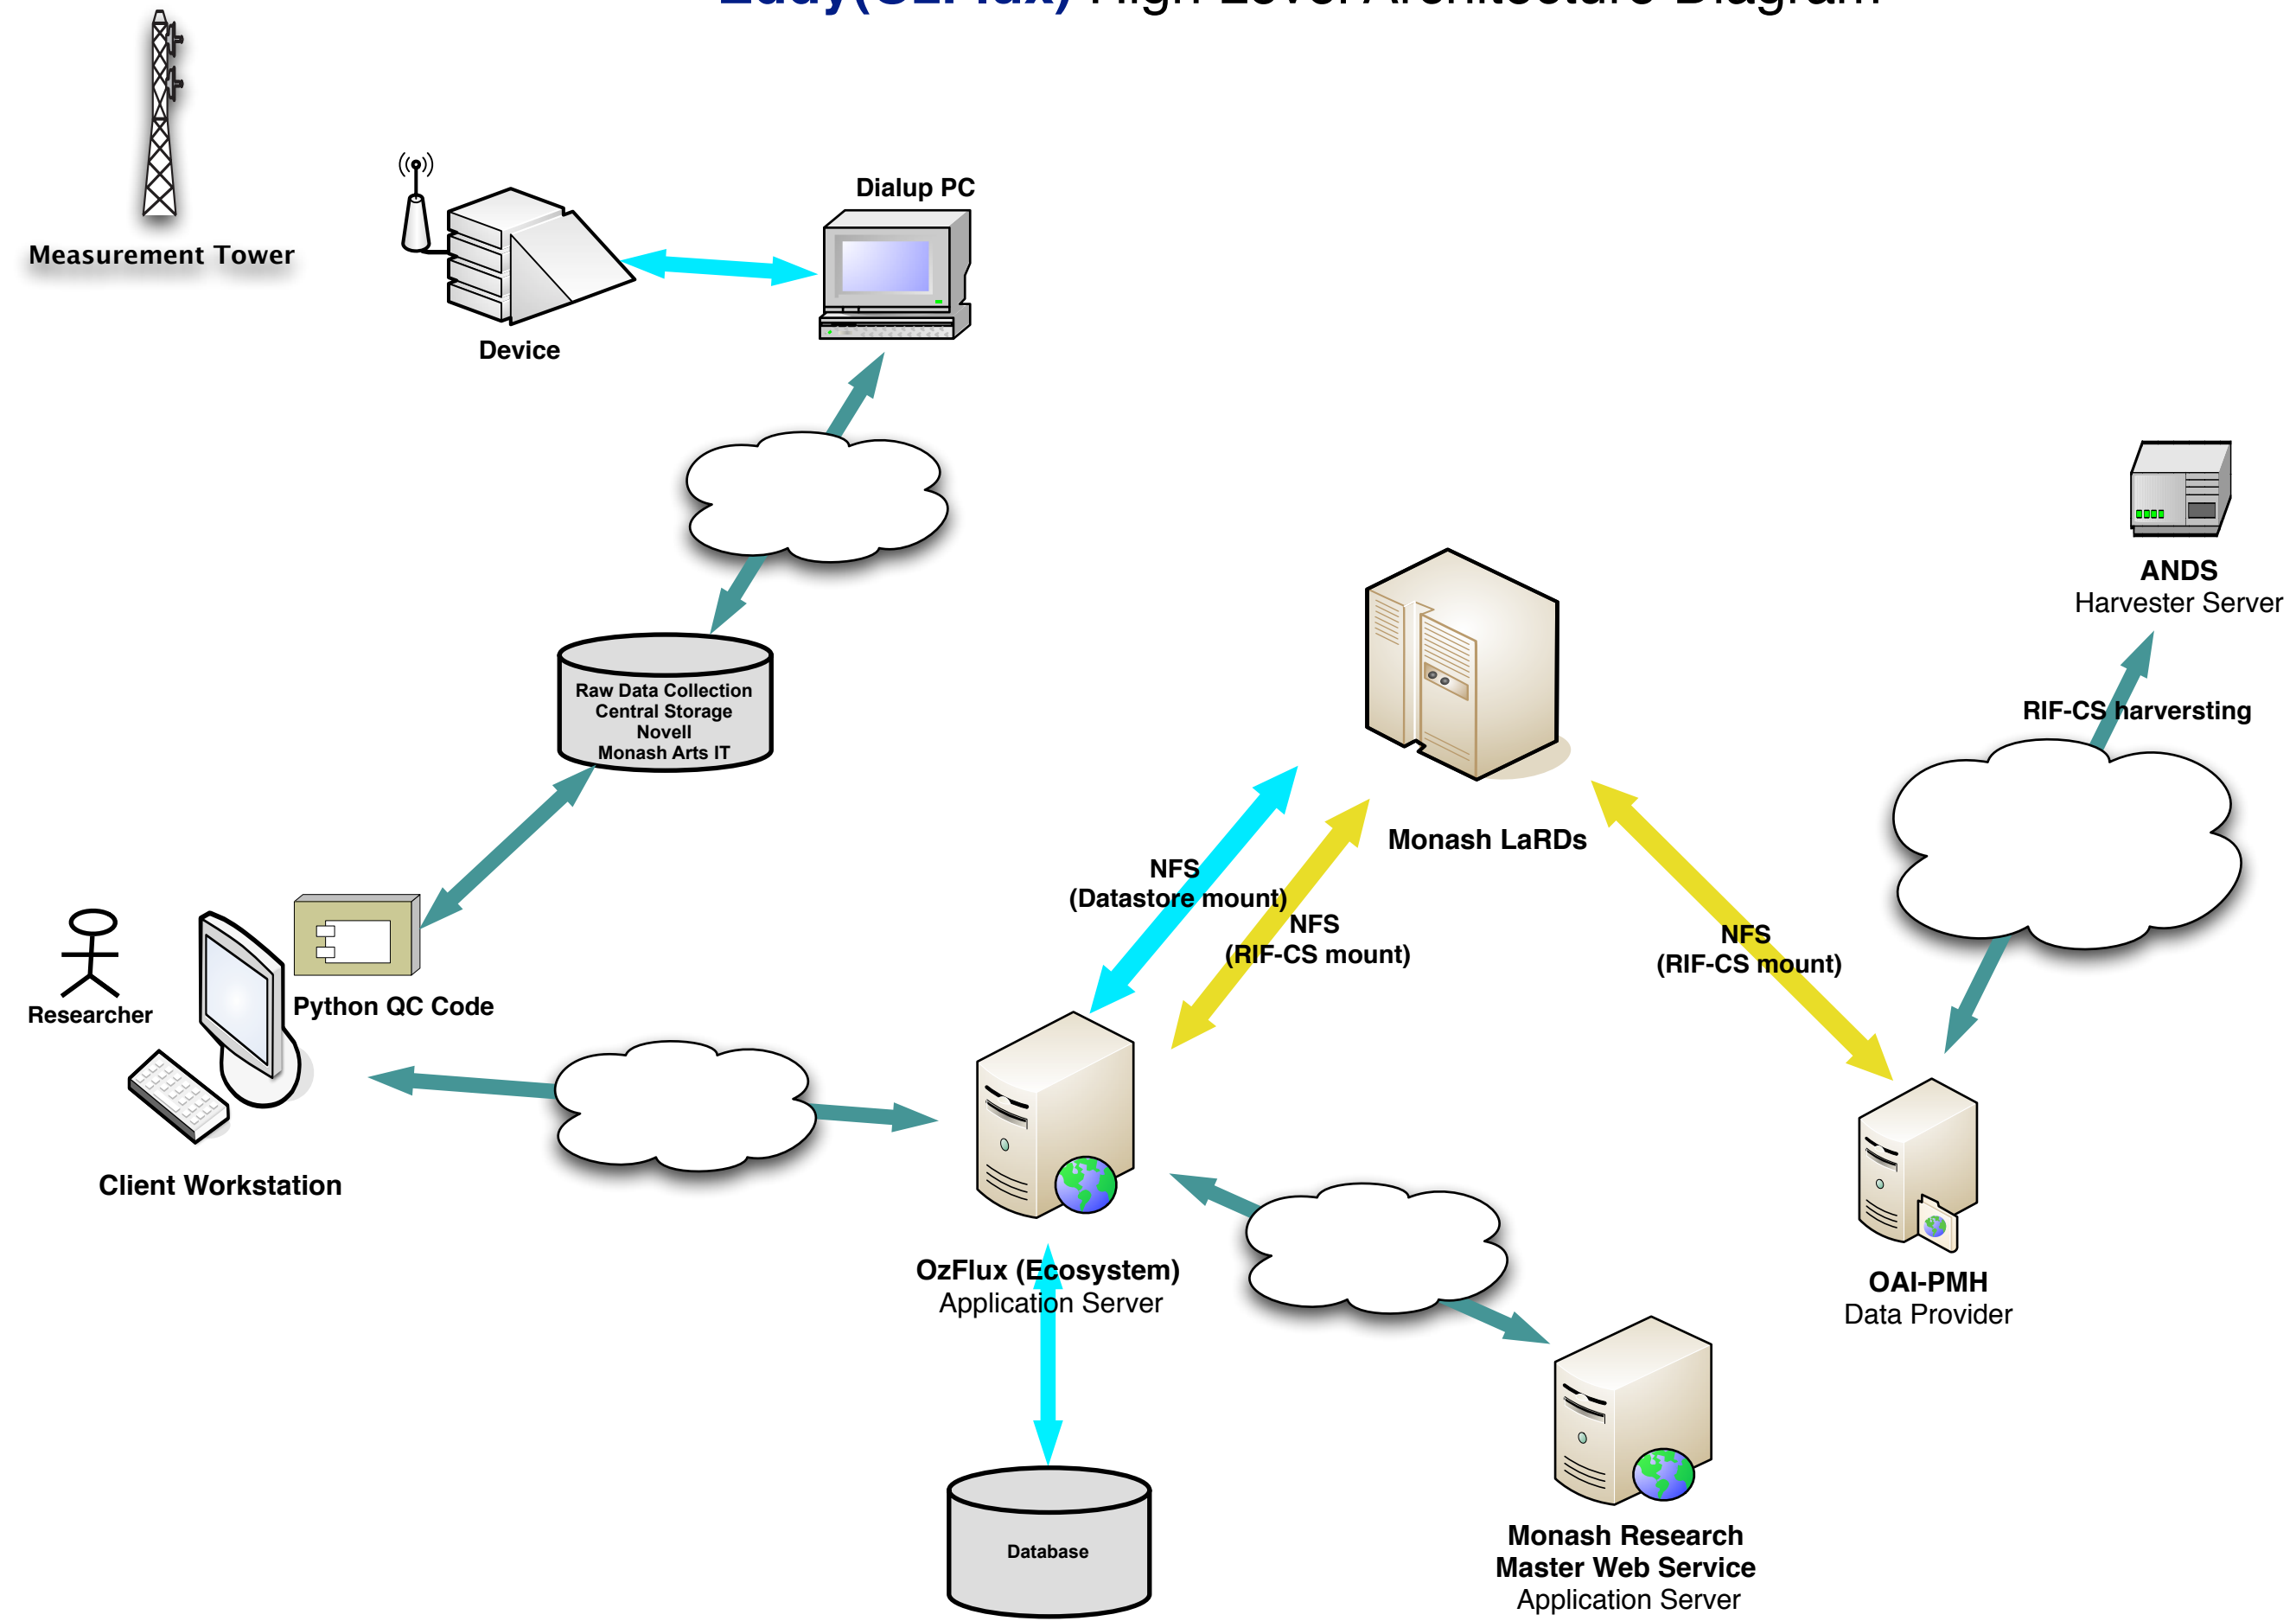 Eddy(OzFlux) High Level Architecture Diagram
Measurement Tower
Dialup PC
Device
ANDS
Harvester Server
Raw Data Collection
Central Storage
Novell
Monash Arts IT
RIF-CS harversting
Monash LaRDs
NFS
(Datastore mount)
NFS
(RIF-CS mount)
NFS
(RIF-CS mount)
Researcher
Python QC Code
Client Workstation
OzFlux (Ecosystem)
Application Server
OAI-PMH
Data Provider
Database
Monash Research
Master Web Service
Application Server